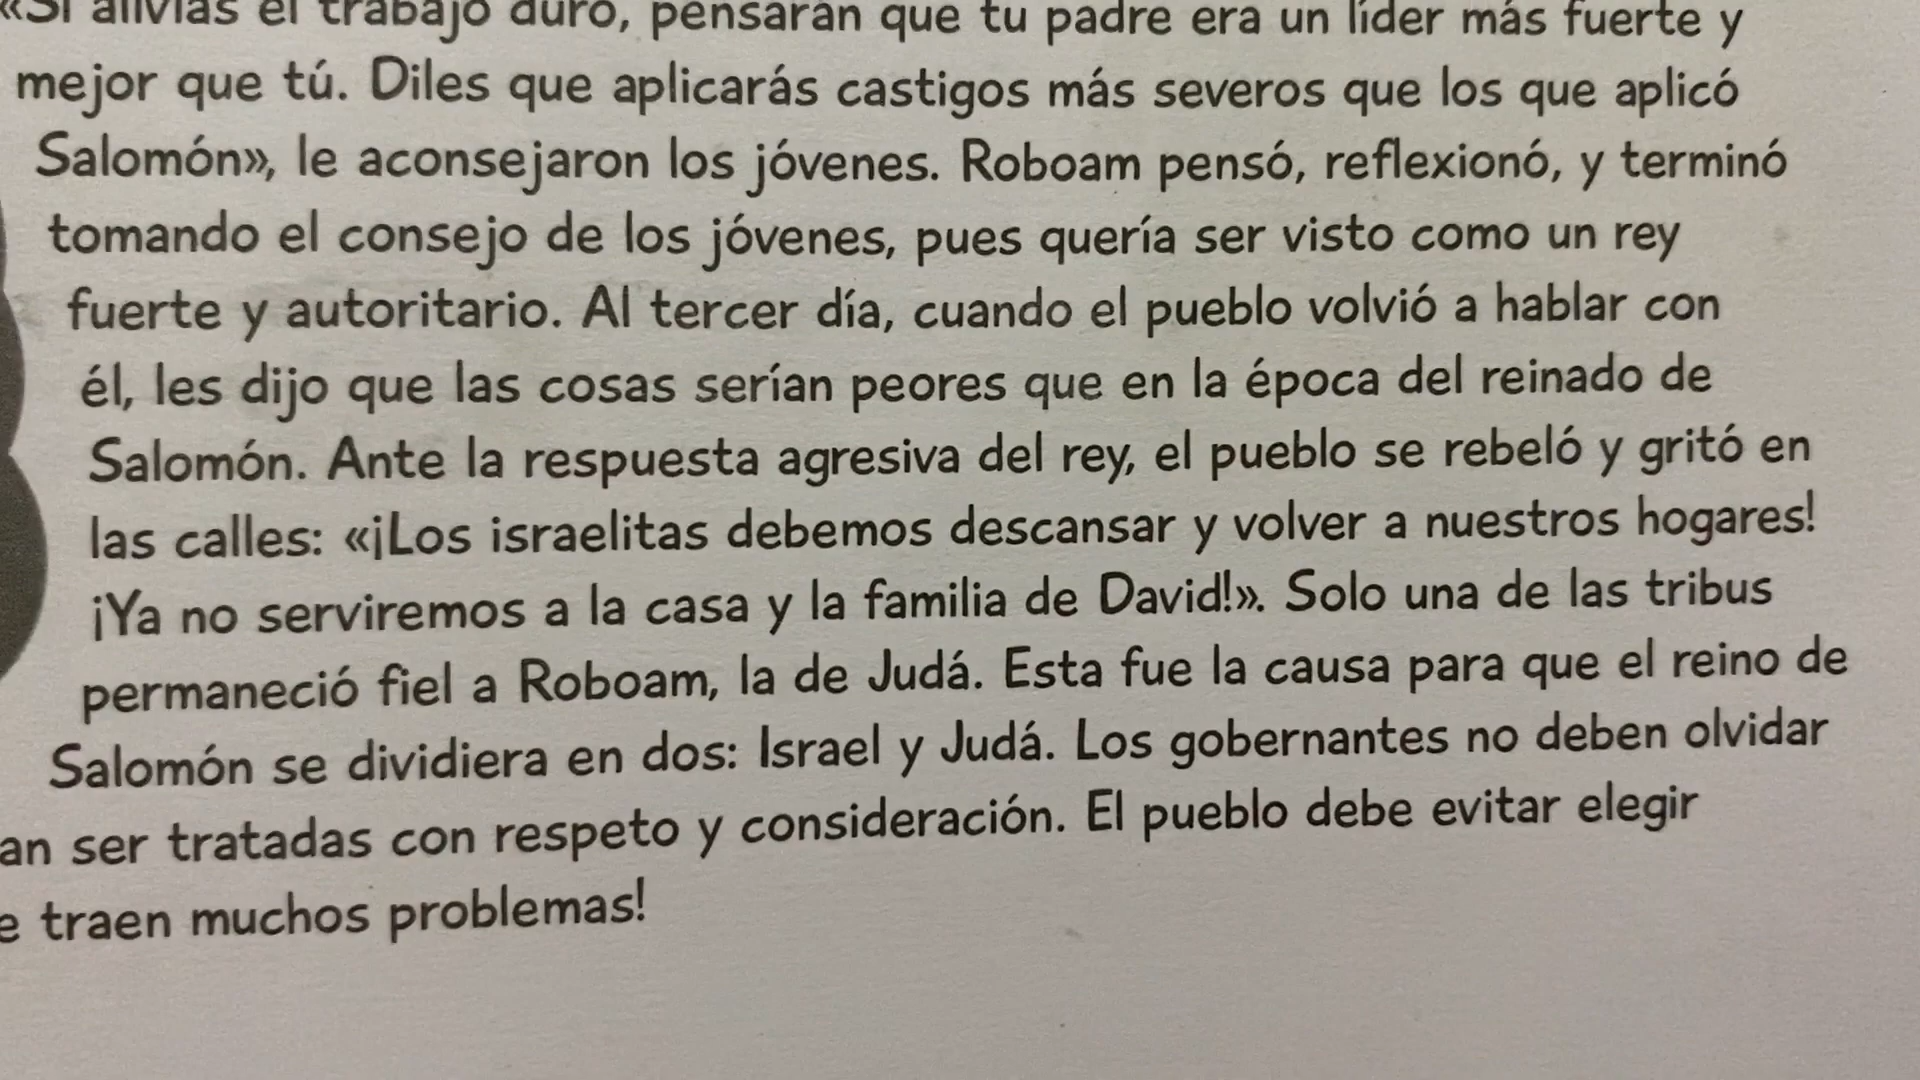 «Si alivias el trabajo duro, pensarán que tu padre era un líder más fuerte y
mejor que tú. Diles que aplicarás castigos más severos que los que aplicó
Salomón», le aconsejaron los jóvenes. Roboam pensó, reflexionó, y terminó
tomando el consejo de los jóvenes, pues quería ser visto como un rey
fuerte y autoritario. Al tercer día, cuando el pueblo volvió a hablar con
él, les dijo que las cosas serían peores que en la época del reinado de
Salomón. Ante la respuesta agresiva del rey, el pueblo se rebeló y gritó en
las calles: «¡Los israelitas debemos descansar y volver a nuestros hogares!
¡Ya no serviremos a la casa y la familia de David!». Solo una de las tribus
permaneció fiel a Roboam, la de Judá. Esta fue la causa para que el reino de
Salomón se dividiera en dos: Israel y Judá. Los gobernantes no deben olvidar
ser tratadas con respeto y consideración. El pueblo debe evitar elegir
traen muchos problemas!